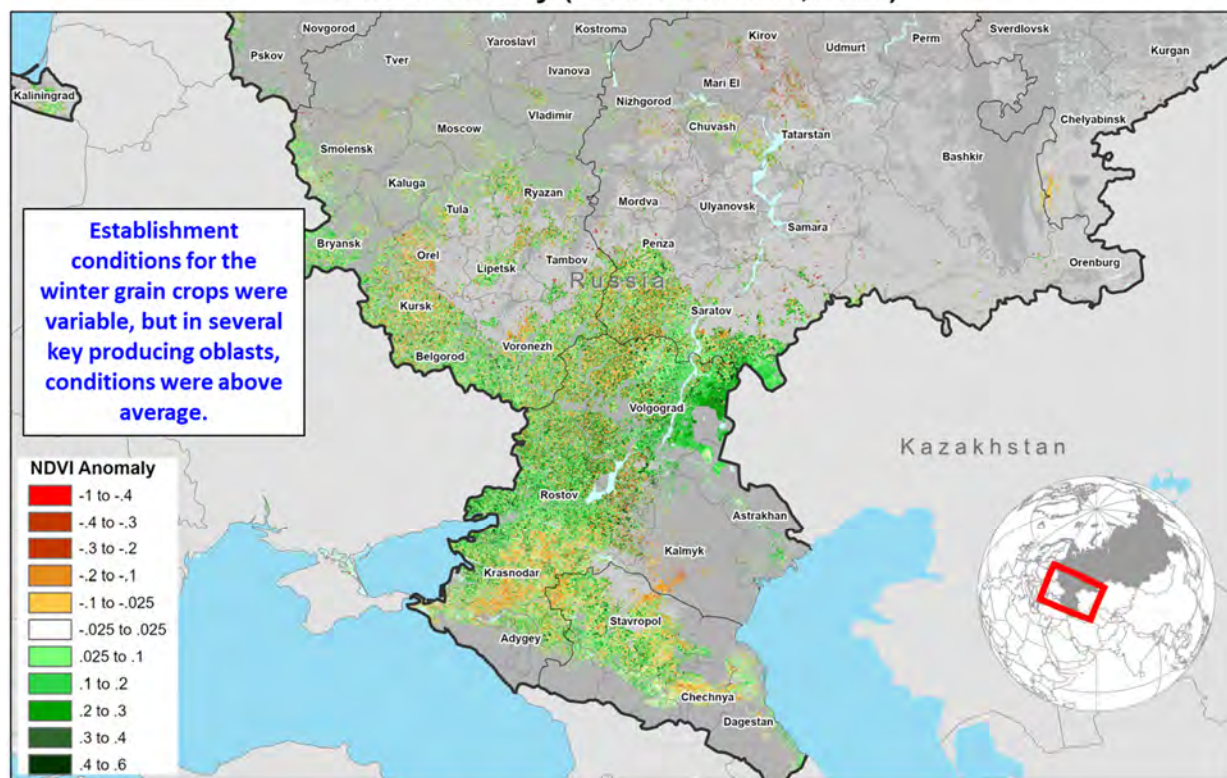 Novgorod
Kostroma
Yaroslavl
Kirov
Perm
Sverdlovsk
Pskov
Tver
Ivanova
Udmurt
Kurgan
Kaliningrad
Nizhgorod
Mari El
Vladimir
Chuvash
Chelyabinsk
Moscow
Tatarstan
Smolensk
Bashkir
Kaluga
Ryazan
Mordva
Ulyanovsk
Tula
Samara
Bryansk
Penza
Orel
Tambov
Lipetsk
Russia
Orenburg
Kursk
Saratov
Voronezh
Belgorod
Volgograd
Kazakhstan
Rostov
Astrakhan
Kalmyk
Krasnodar
Stavropol
Adygey
Chechnya
Dagestan
Establishment
conditions for the
winter grain crops were
variable, but in several
key producing oblasts,
conditions were above
average.
NDVI Anomaly
-1 to -.4
-.4 to -.3
-.3 to -.2
-.2 to -.1
-.1 to -.025
-.025 to .025
.025 to .1
.1 to .2
.2 to .3
.3 to .4
.4 to .6